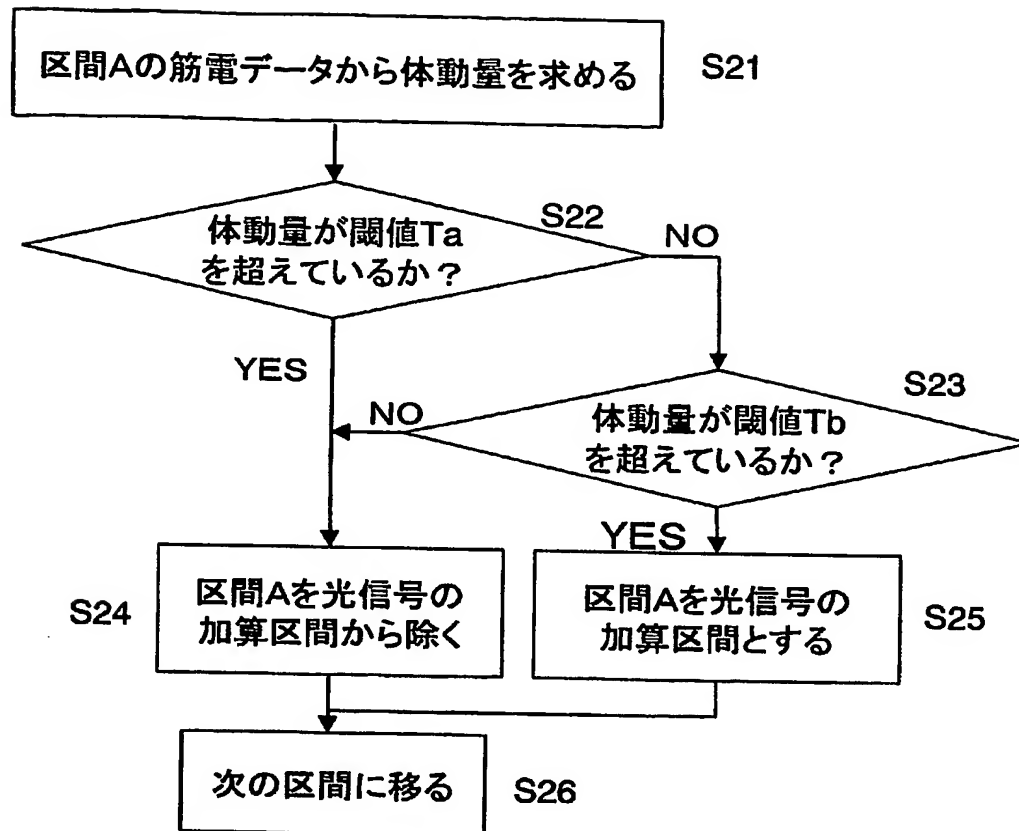 区間Aの筋電データから体動量を求める
S21
体動量が閾値Ta
を超えているか?
S22
NO
YES
体動量が閾値Tb
を超えているか?
S23
NO
YES
S24
区間Aを光信号の
加算区間から除く
区間Aを光信号の
加算区間とする
S25
次の区間に移る
S26